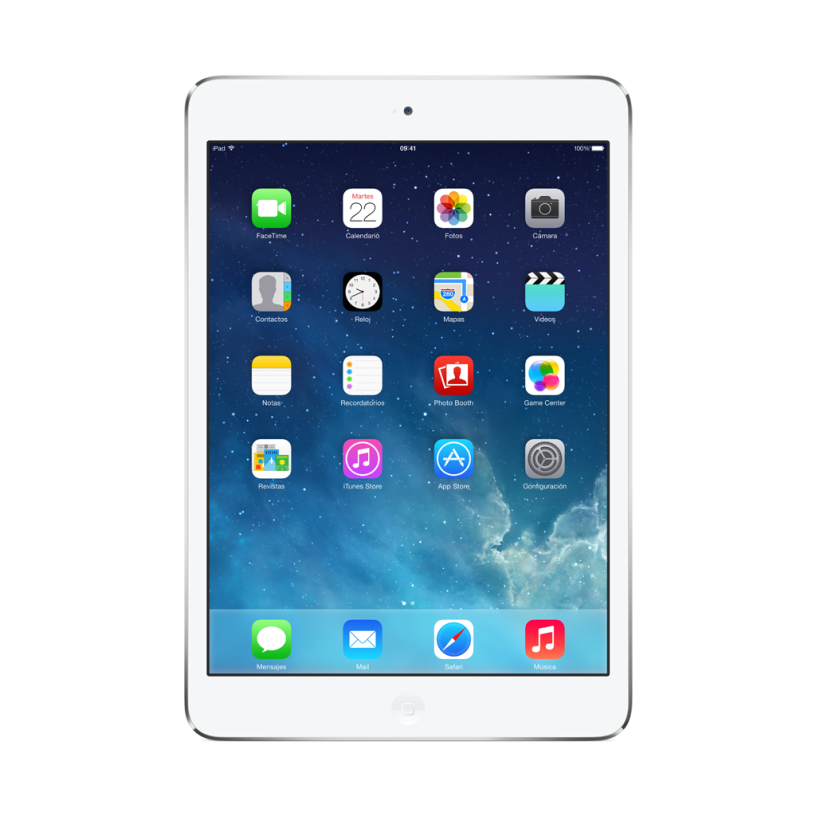 iPad
09:41
100%
Martes
22
FaceTime
Calendario
Fotos
Cámara
280
Contactos
Reloj
Mapas
Videos
Notas
Recordatorios
Photo Booth
Game Center
Revistas
iTunes Store
App Store
Configuración
Mensajes
Mail
Safari
Música